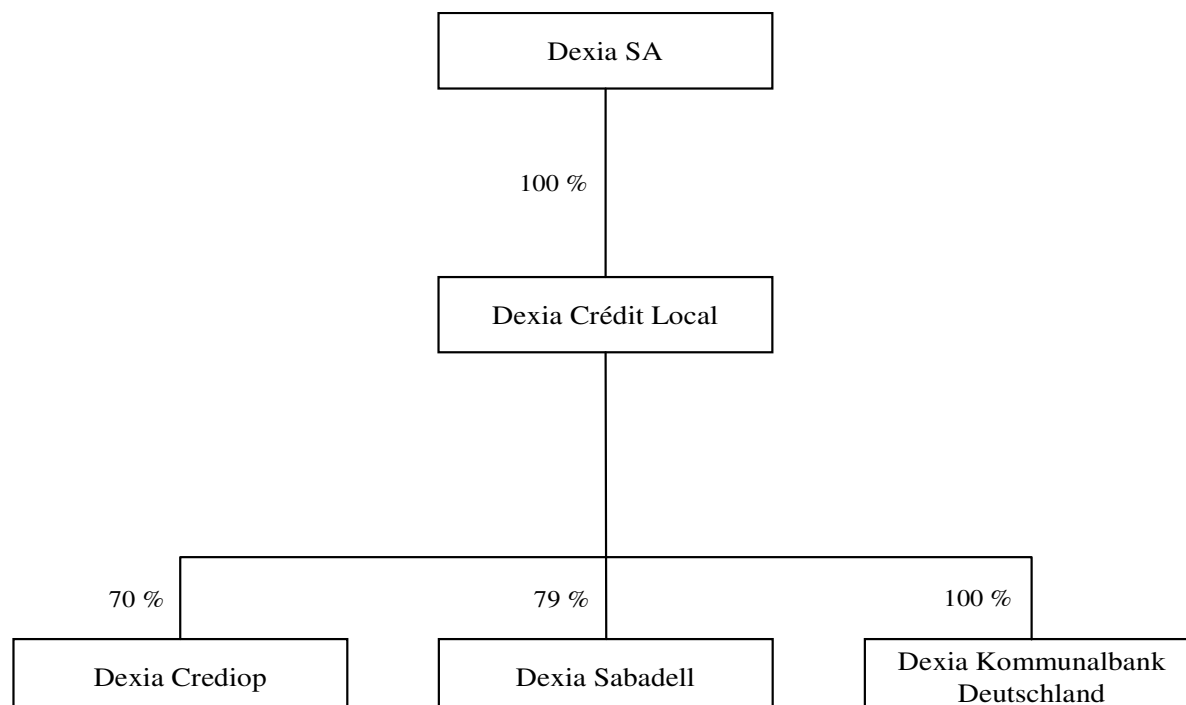 Dexia SA
100 %
Dexia Crédit Local
70 %
79 %
100 %
Dexia Crediop
Dexia Sabadell
Dexia Kommunalbank
Deutschland